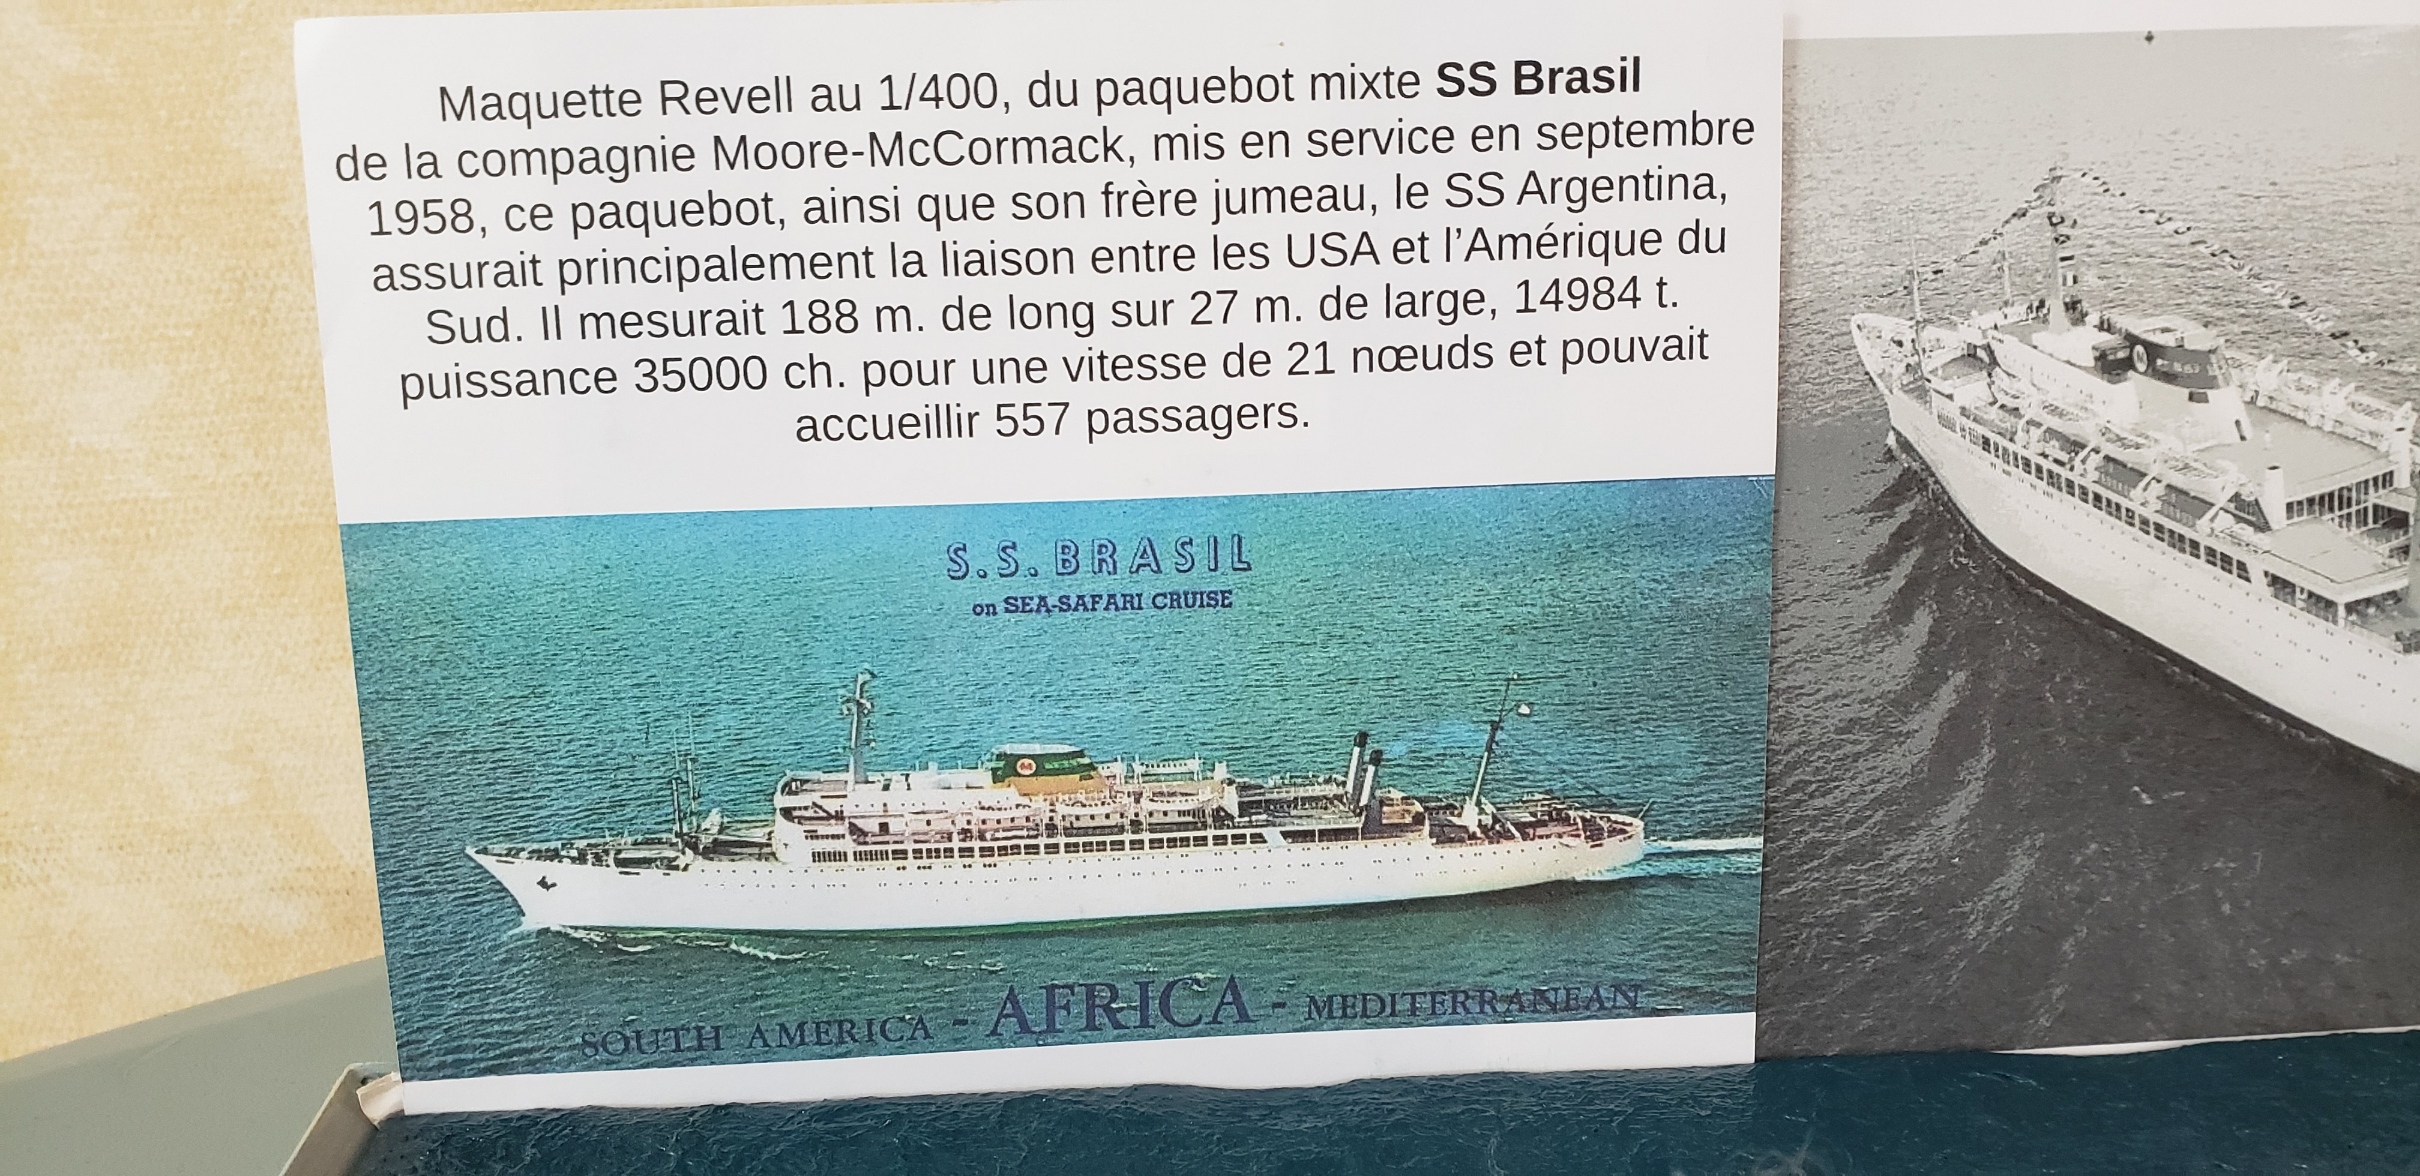 Maquette Revell au 1/400, du paquebot mixte SS Brasil
de la compagnie Moore-McCormack, mis en service en septembre
1958, ce paquebot, ainsi que son frère jumeau, le SS Argentina,
assurait principalement la liaison entre les USA et l’Amérique du
Sud. Il mesurait 188 m. de long sur 27 m. de large, 14984 t.
puissance 35000 ch. pour une vitesse de 21 nœuds et pouvait
accueillir 557 passagers.
S.S. BRASIL
on SEA-SAFARI CRUISE
M
SOUTH AMERICA - AFRICA - MEDITERRANEAN
M